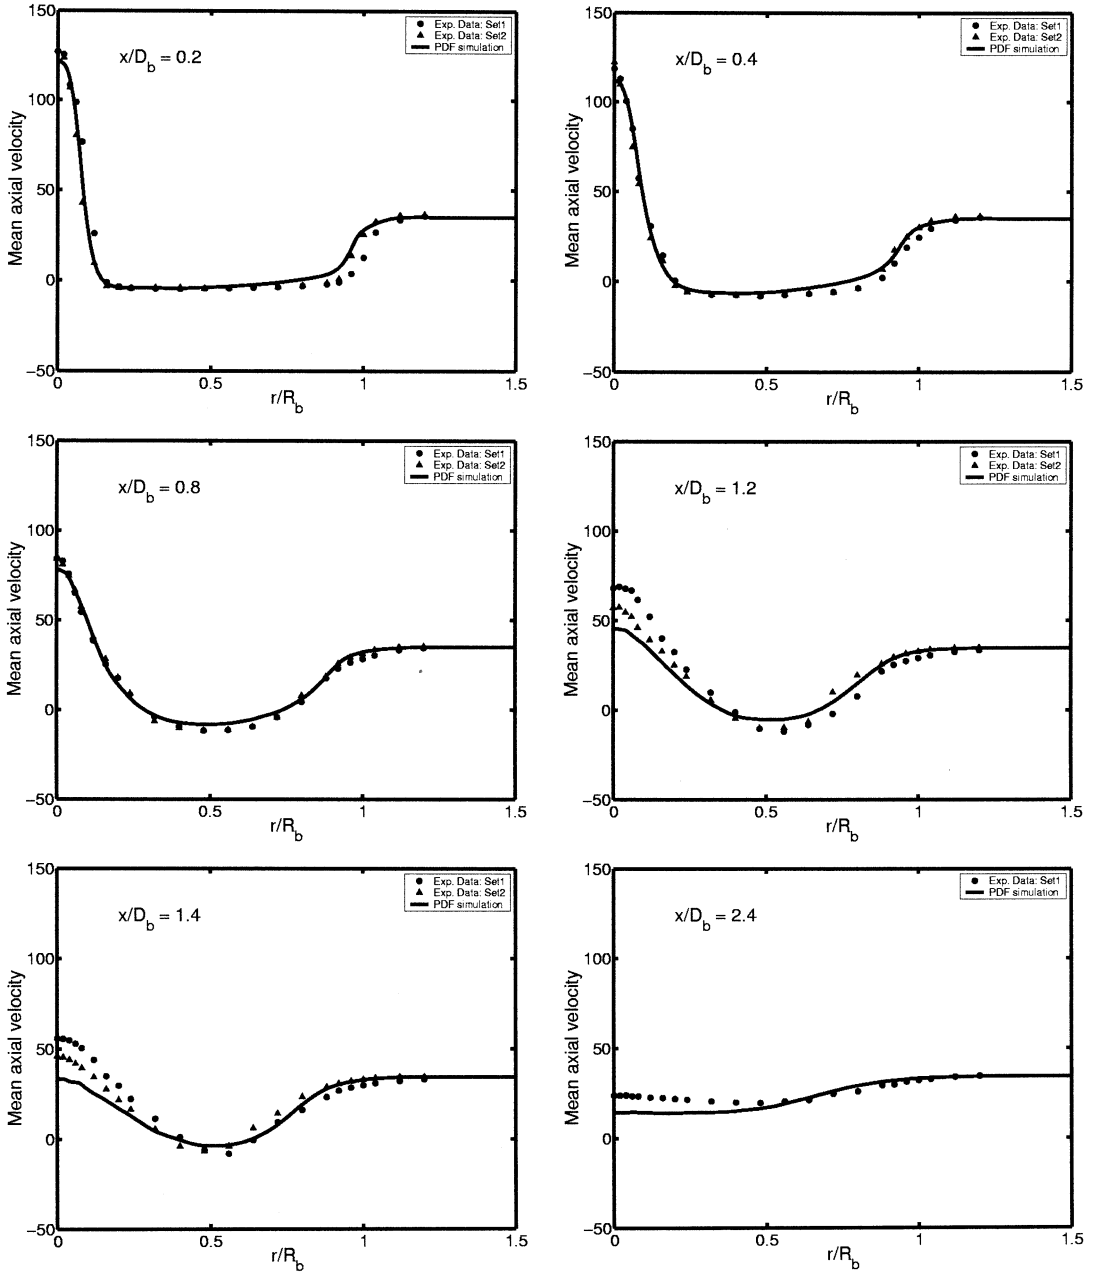 150
100
50
0
−50
Mean axial velocity
x/D_b = 0.2
Exp. Data: Set1
Exp. Data: Set2
PDF simulation
0 0.5 1 1.5
r/R_b
150
100
50
0
−50
Mean axial velocity
x/D_b = 0.4
Exp. Data: Set1
Exp. Data: Set2
PDF simulation
0 0.5 1 1.5
r/R_b
150
100
50
0
−50
Mean axial velocity
x/D_b = 0.8
Exp. Data: Set1
Exp. Data: Set2
PDF simulation
0 0.5 1 1.5
r/R_b
150
100
50
0
−50
Mean axial velocity
x/D_b = 1.2
Exp. Data: Set1
Exp. Data: Set2
PDF simulation
0 0.5 1 1.5
r/R_b
150
100
50
0
−50
Mean axial velocity
x/D_b = 1.4
Exp. Data: Set1
Exp. Data: Set2
PDF simulation
0 0.5 1 1.5
r/R_b
150
100
50
0
−50
Mean axial velocity
x/D_b = 2.4
Exp. Data: Set1
PDF simulation
0 0.5 1 1.5
r/R_b